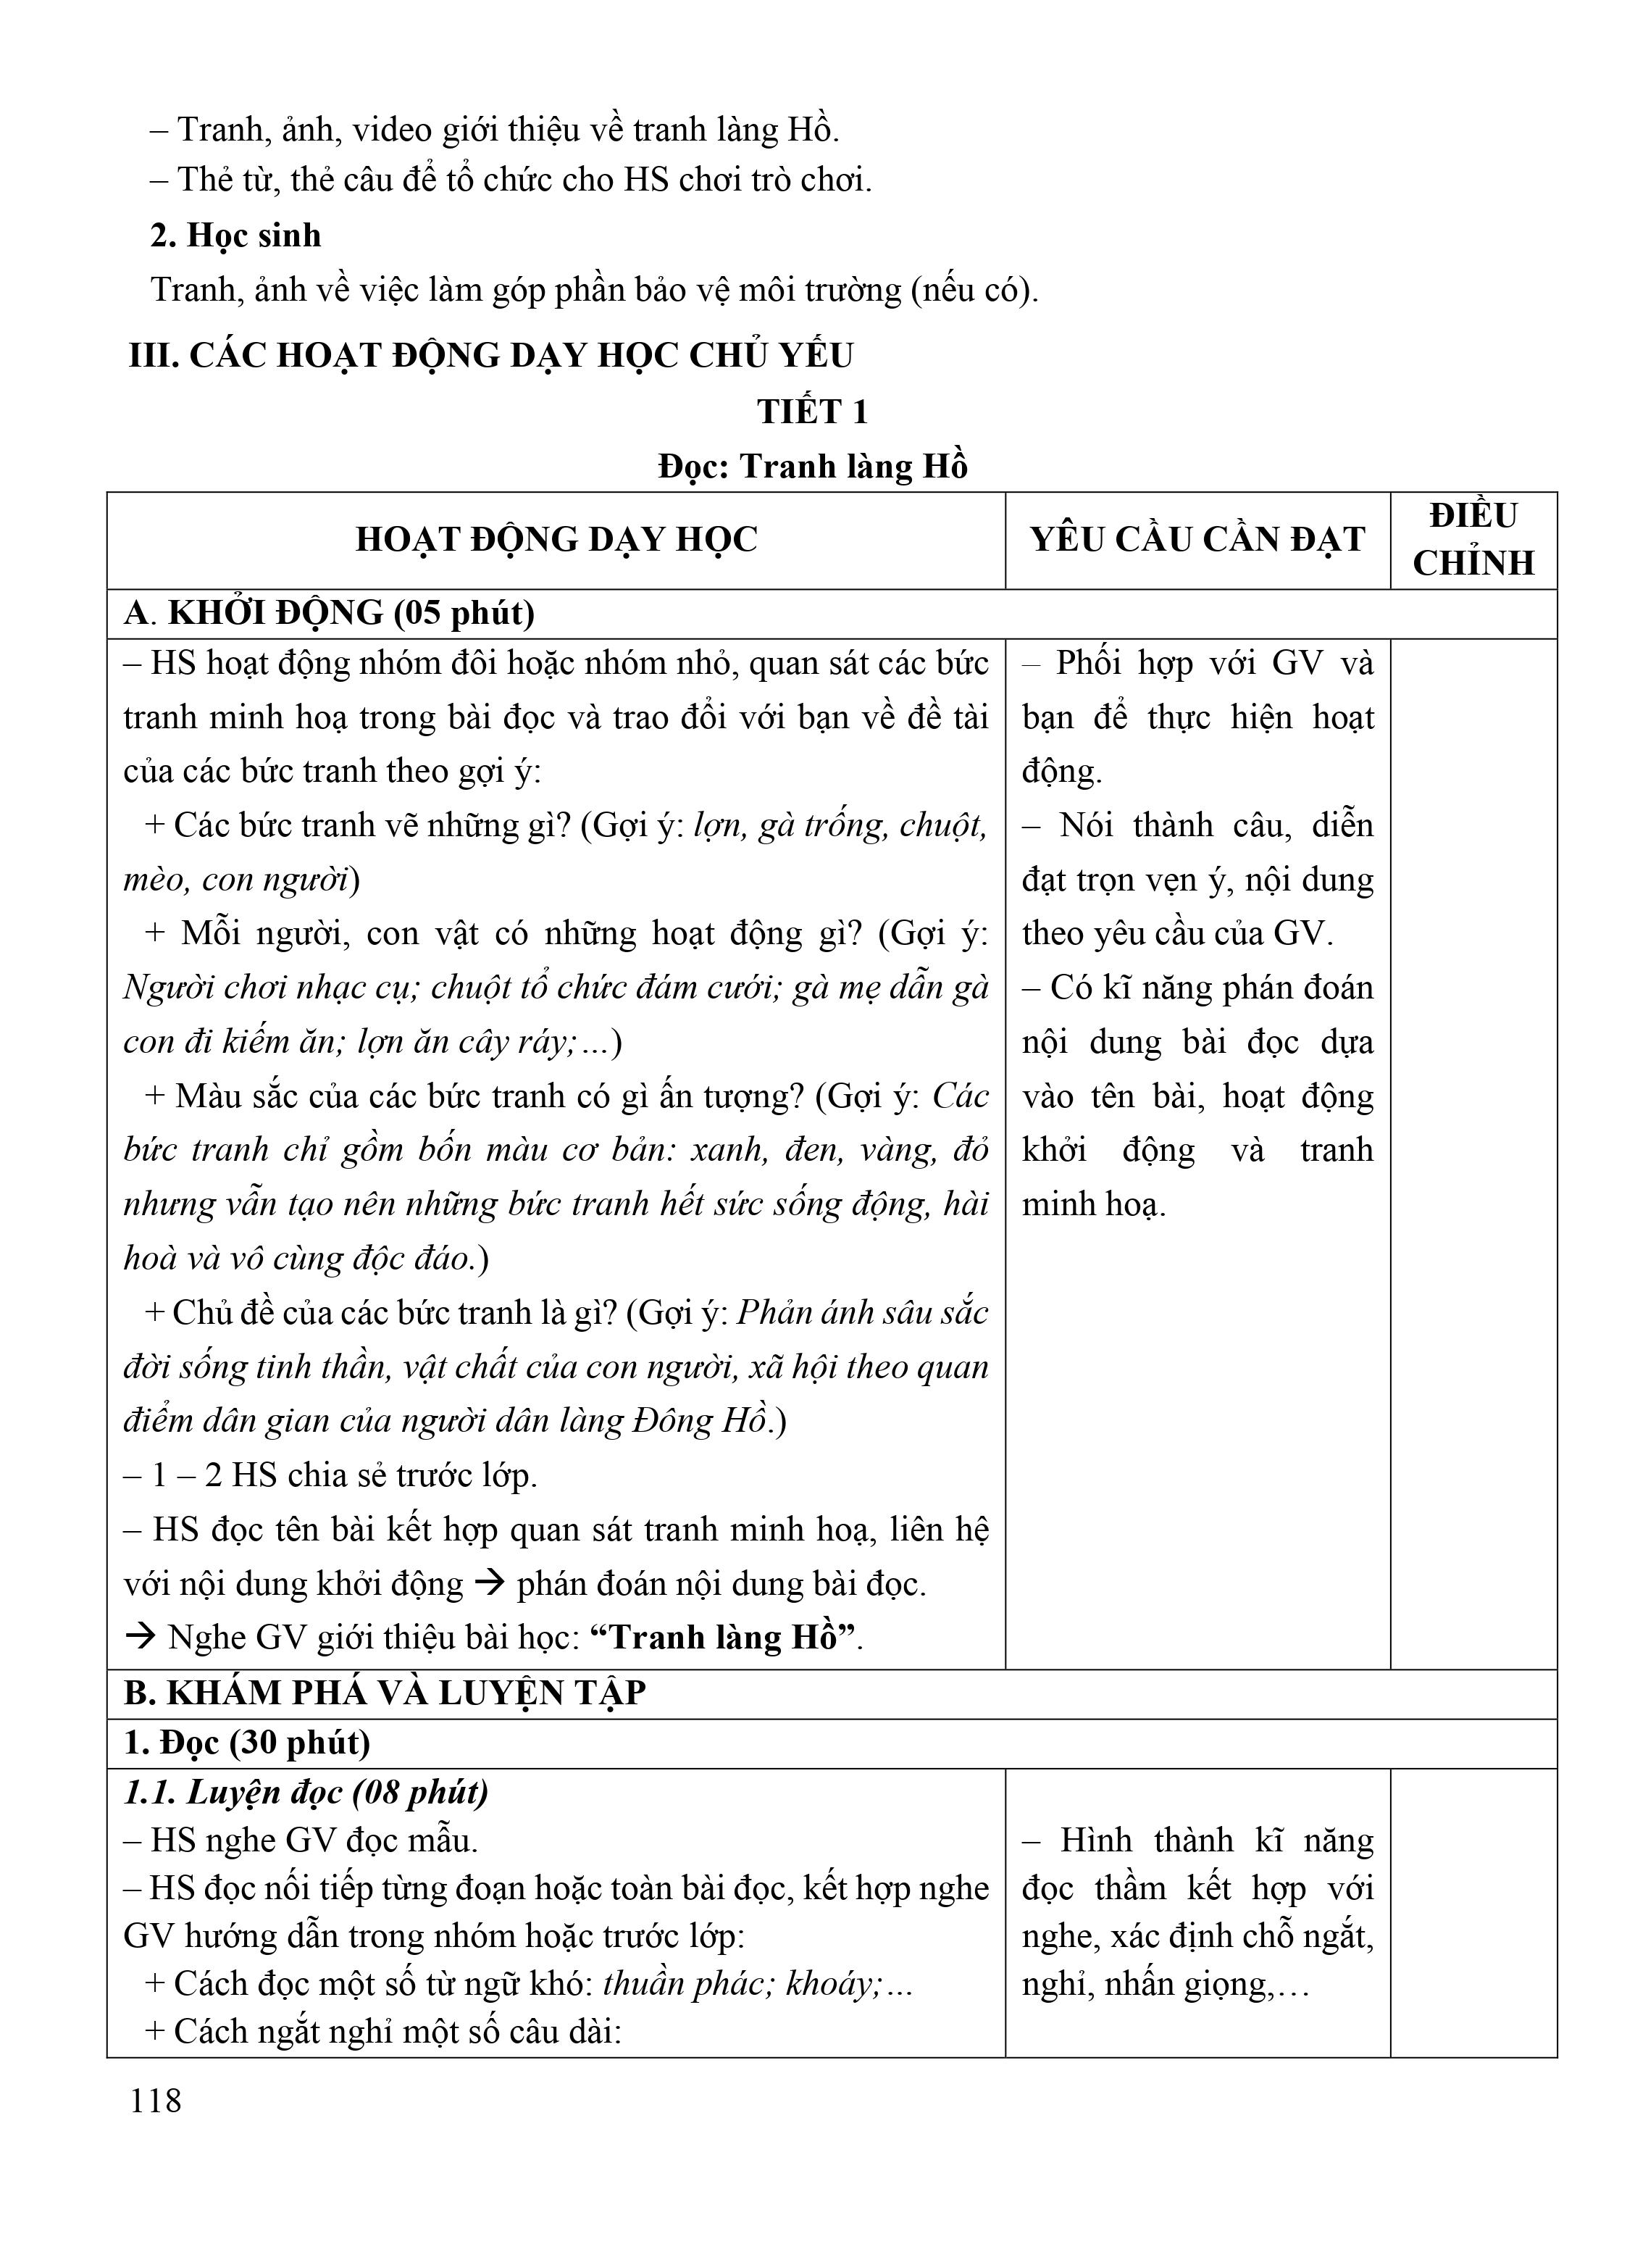 – Tranh, ảnh, video giới thiệu về tranh làng Hồ.
– Thẻ từ, thẻ câu để tổ chức cho HS chơi trò chơi.
2. Học sinh
Tranh, ảnh về việc làm góp phần bảo vệ môi trường (nếu có).
III. CÁC HOẠT ĐỘNG DẠY HỌC CHỦ YẾU
TIẾT 1
Đọc: Tranh làng Hồ
HOẠT ĐỘNG DẠY HỌC
YÊU CẦU CẦN ĐẠT
ĐIỀU
CHỈNH
A. KHỞI ĐỘNG (05 phút)
– HS hoạt động nhóm đôi hoặc nhóm nhỏ, quan sát các bức
tranh minh hoạ trong bài đọc và trao đổi với bạn về đề tài
của các bức tranh theo gợi ý:
+ Các bức tranh vẽ những gì? (Gợi ý: lợn, gà trống, chuột,
mèo, con người)
+ Mỗi người, con vật có những hoạt động gì? (Gợi ý:
Người chơi nhạc cụ; chuột tổ chức đám cưới; gà mẹ dẫn gà
con đi kiếm ăn; lợn ăn cây ráy;…)
+ Màu sắc của các bức tranh có gì ấn tượng? (Gợi ý: Các
bức tranh chỉ gồm bốn màu cơ bản: xanh, đen, vàng, đỏ
nhưng vẫn tạo nên những bức tranh hết sức sống động, hài
hoà và vô cùng độc đáo.)
+ Chủ đề của các bức tranh là gì? (Gợi ý: Phản ánh sâu sắc
đời sống tinh thần, vật chất của con người, xã hội theo quan
điểm dân gian của người dân làng Đông Hồ.)
– 1 – 2 HS chia sẻ trước lớp.
– HS đọc tên bài kết hợp quan sát tranh minh hoạ, liên hệ
với nội dung khởi động → phán đoán nội dung bài đọc.
→ Nghe GV giới thiệu bài học: “Tranh làng Hồ”.
– Phối hợp với GV và
bạn để thực hiện hoạt
động.
– Nói thành câu, diễn
đạt trọn vẹn ý, nội dung
theo yêu cầu của GV.
– Có kĩ năng phán đoán
nội dung bài đọc dựa
vào tên bài, hoạt động
khởi động và tranh
minh hoạ.
B. KHÁM PHÁ VÀ LUYỆN TẬP
1. Đọc (30 phút)
1.1. Luyện đọc (08 phút)
– HS nghe GV đọc mẫu.
– HS đọc nối tiếp từng đoạn hoặc toàn bài đọc, kết hợp nghe
GV hướng dẫn trong nhóm hoặc trước lớp:
+ Cách đọc một số từ ngữ khó: thuần phác; khoáy;…
+ Cách ngắt nghỉ một số câu dài:
– Hình thành kĩ năng
đọc thầm kết hợp với
nghe, xác định chỗ ngắt,
nghỉ, nhấn giọng,…
118